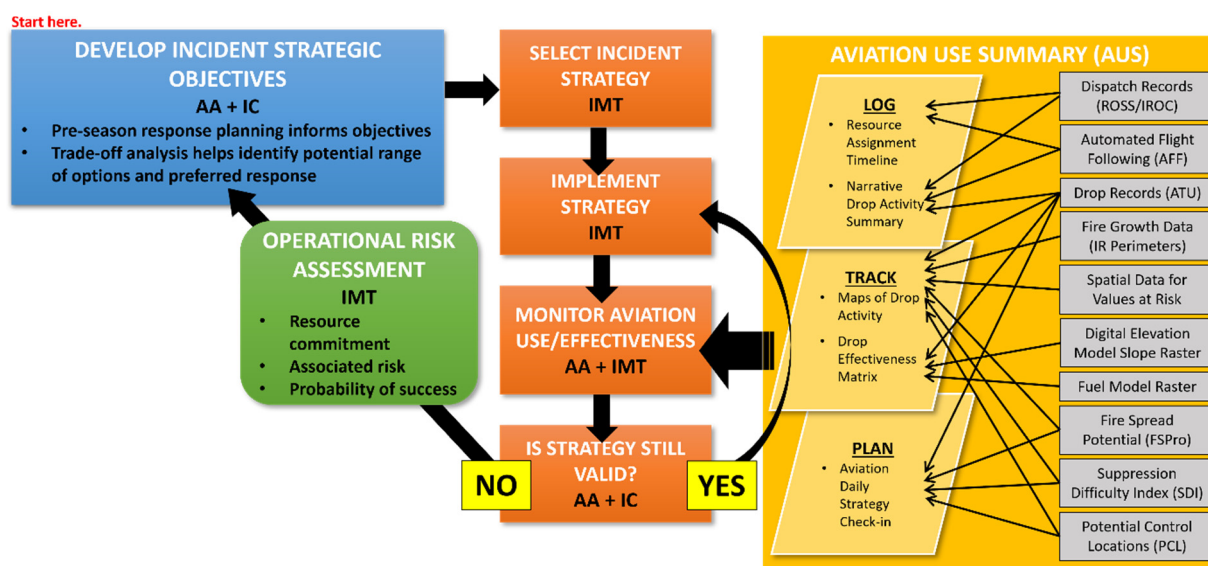 Start here.
DEVELOP INCIDENT STRATEGIC
OBJECTIVES
AA + IC
• Pre-season response planning informs objectives
• Trade-off analysis helps identify potential range
of options and preferred response
OPERATIONAL RISK
ASSESSMENT
IMT
• Resource
commitment
• Associated risk
• Probability of success
SELECT INCIDENT
STRATEGY
IMT
IMPLEMENT
STRATEGY
IMT
MONITOR AVIATION
USE/EFFECTIVENESS
AA + IMT
IS STRATEGY STILL
VALID?
AA + IC
NO
YES
AVIATION USE SUMMARY (AUS)
LOG
• Resource
Assignment
Timeline
• Narrative
Drop Activity
Summary
TRACK
• Maps of Drop
Activity
• Drop
Effectiveness
Matrix
PLAN
• Aviation
Daily
Strategy
Check-in
Dispatch Records
(ROSS/IROC)
Automated Flight
Following (AFF)
Drop Records (ATU)
Fire Growth Data
(IR Perimeters)
Spatial Data for
Values at Risk
Digital Elevation
Model Slope Raster
Fuel Model Raster
Fire Spread
Potential (FSPro)
Suppression
Difficulty Index (SDI)
Potential Control
Locations (PCL)